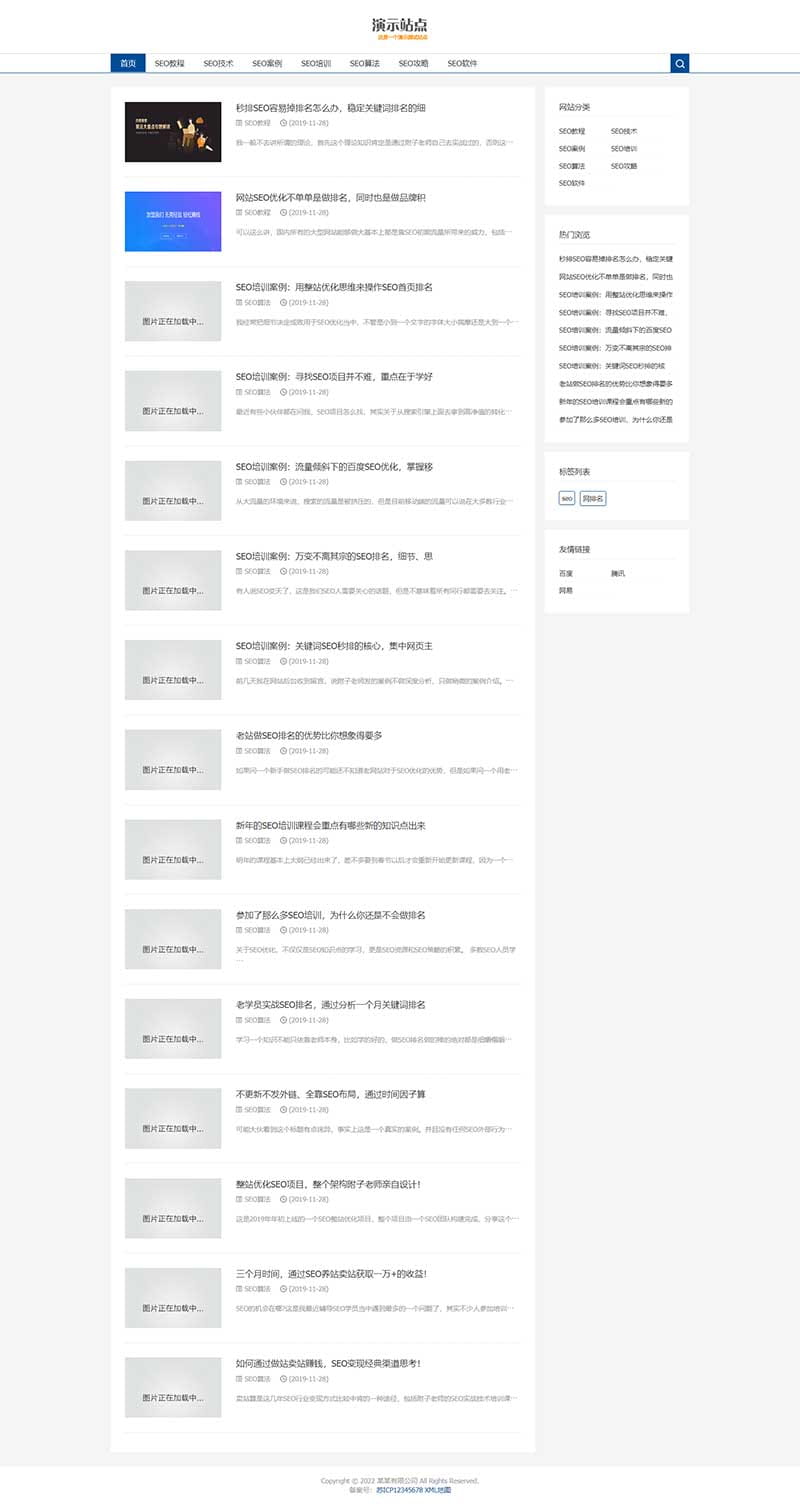 演示站点
这是一个演示测试站点
首页 SEO教程 SEO技术 SEO案例 SEO培训 SEO算法 SEO攻略 SEO软件
秒排SEO容易掉排名怎么办，稳定关键词排名的细
SEO教程 (2019-11-28)
我一般不去讲所谓的理论，首先这个理论知识肯定是通过附子老师自己去实战过的，否则这…
网站SEO优化不单单是做排名，同时也是做品牌积
SEO教程 (2019-11-28)
可以这么讲，国内所有的大型网站能够做大基本上都是靠SEO初期流量所带来的威力，包括…
图片正在加载中...
SEO培训案例：用整站优化思维来操作SEO首页排名
SEO算法 (2019-11-28)
我经常把细节决定成败用于SEO优化当中，不管是小到一个文字的字体大小揣摩还是大到一个…
图片正在加载中...
SEO培训案例：寻找SEO项目并不难，重点在于学好
SEO算法 (2019-11-28)
最近有些小伙伴都在问我，SEO项目怎么找，其实关于从搜索引擎上面去拿到高净值的转化…
图片正在加载中...
SEO培训案例：流量倾斜下的百度SEO优化，掌握移
SEO算法 (2019-11-28)
从大流量的环境来说，搜索的流量是被挤压的，但是目前移动端的流量可以说在大多数行业…
图片正在加载中...
SEO培训案例：万变不离其宗的SEO排名，细节、思
SEO算法 (2019-11-28)
有人说SEO变天了，这是我们SEO人需要关心的话题，但是不意味着所有同行都需要去关注。…
图片正在加载中...
SEO培训案例：关键词SEO秒排的核心，集中网页主
SEO算法 (2019-11-28)
前几天我在网站后台收到留言，说附子老师发的案例不做深度分析，只做稍微的案例介绍。…
图片正在加载中...
老站做SEO排名的优势比你想象得要多
SEO算法 (2019-11-28)
如果问一个新手做SEO排名的可能还不知道老网站对于SEO优化的优势，但是如果问一个用老…
图片正在加载中...
新年的SEO培训课程会重点有哪些新的知识点出来
SEO算法 (2019-11-28)
明年的课程基本上大纲已经出来了，差不多要到春节以后才会重新开始更新课程，因为一个…
图片正在加载中...
参加了那么多SEO培训，为什么你还是不会做排名
SEO算法 (2019-11-28)
关于SEO优化，不仅仅是SEO知识点的学习，更是SEO资源和SEO策略的积累。 多数SEO人员学
…
图片正在加载中...
老学员实战SEO排名，通过分析一个月关键词排名
SEO算法 (2019-11-28)
学习一个知识不能只依靠老师本身，比如学的好的，做SEO排名做的棒的绝对都是细嚼慢咽…
图片正在加载中...
不更新不发外链、全靠SEO布局，通过时间因子算
SEO算法 (2019-11-28)
可能大伙看到这个标题有点诧异，事实上这是一个真实的案例。并且没有任何SEO外部行为…
图片正在加载中...
整站优化SEO项目，整个架构附子老师亲自设计！
SEO算法 (2019-11-28)
这是2019年年初上线的一个SEO整站优化项目，整个项目由一个SEO团队构建完成，分享这个…
图片正在加载中...
三个月时间，通过SEO养站卖站获取一万+的收益！
SEO算法 (2019-11-28)
SEO的机会在哪?这是我最近辅导SEO学员当中遇到最多的一个问题了，其实不少人参加培训…
图片正在加载中...
如何通过做站卖站赚钱，SEO变现经典渠道思考！
SEO算法 (2019-11-28)
卖站算是这几年SEO行业变现方式比较中肯的一种途径，包括附子老师的SEO实战技术培训课…
图片正在加载中...
网站分类
SEO教程 SEO技术
SEO案例 SEO培训
SEO算法 SEO攻略
SEO软件
热门浏览
秒排SEO容易掉排名怎么办，稳定关键
网站SEO优化不单单是做排名，同时也
SEO培训案例：用整站优化思维来操作
SEO培训案例：寻找SEO项目并不难，
SEO培训案例：流量倾斜下的百度SEO
SEO培训案例：万变不离其宗的SEO排
SEO培训案例：关键词SEO秒排的核
老站做SEO排名的优势比你想象得要多
新年的SEO培训课程会重点有哪些新的
参加了那么多SEO培训，为什么你还是
标签列表
seo 网排名
友情链接
百度 腾讯
网易
Copyright © 2022 某某有限公司 All Rights Reserved.
备案号：苏ICP12345678 XML地图